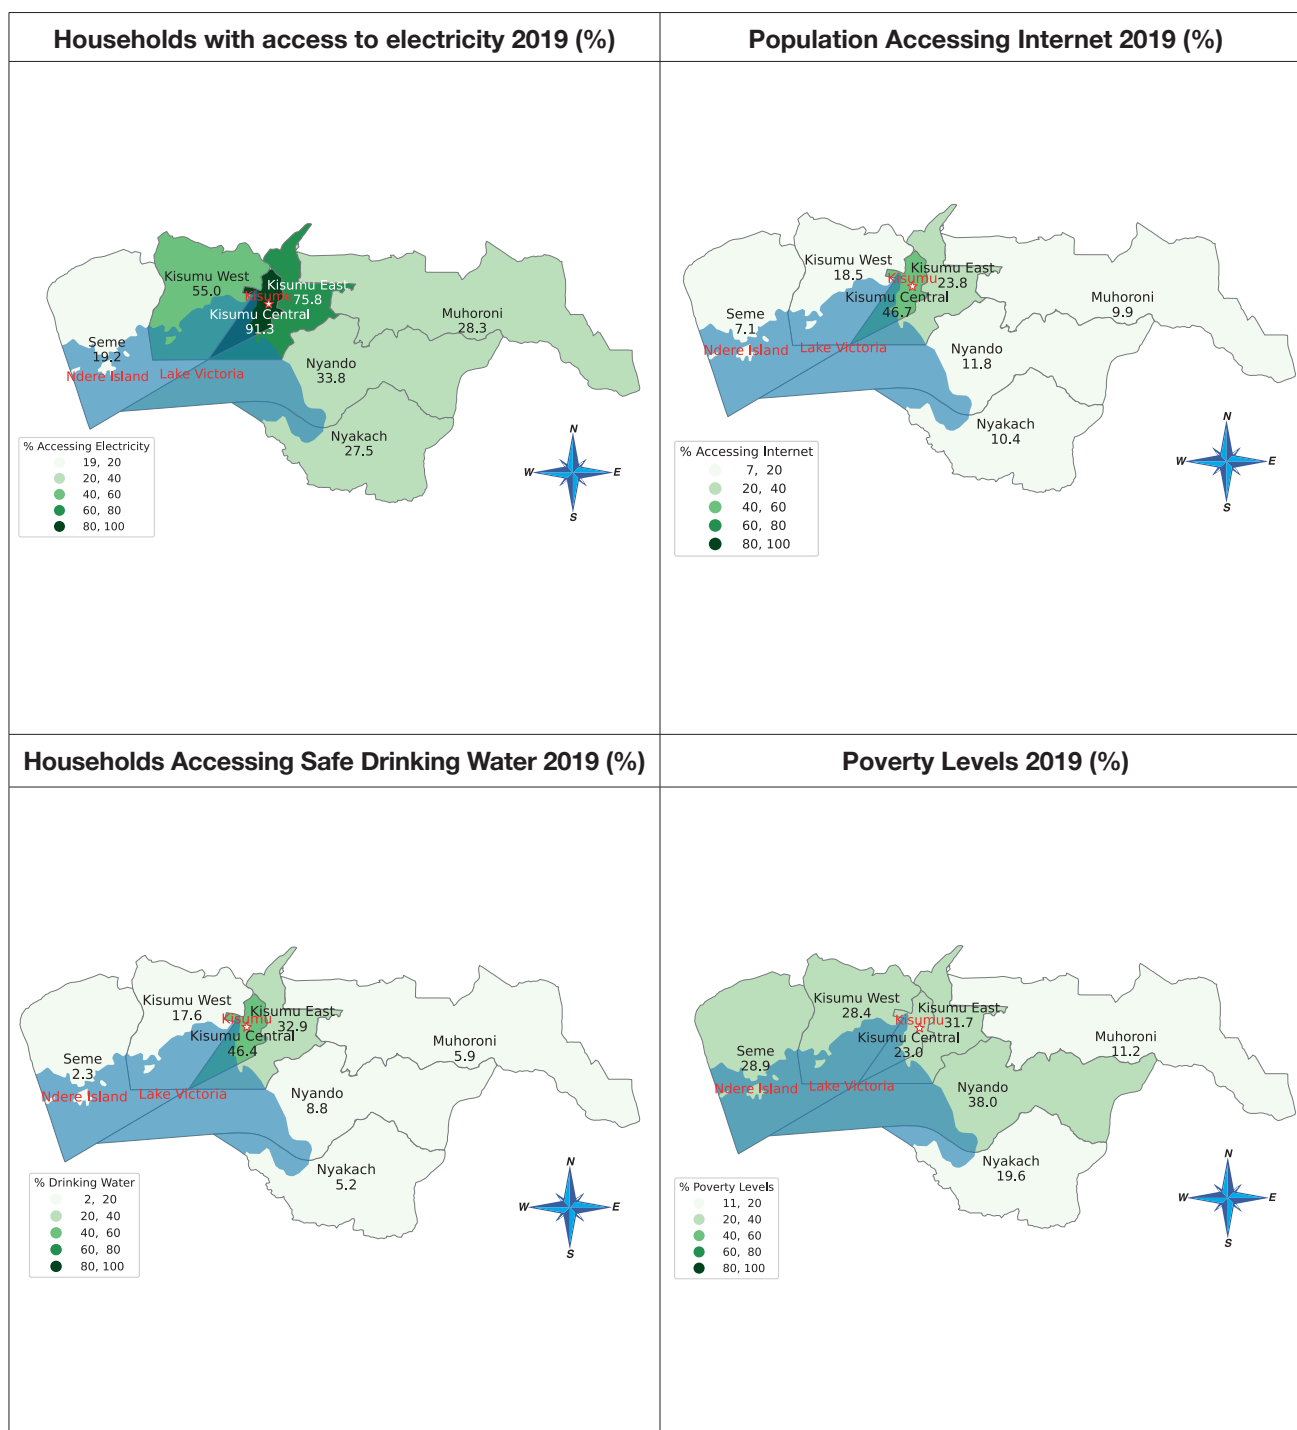 Households with access to electricity 2019 (%)
Kisumu West
55.0
Kisumu East
75.8
Kisumu
Kisumu Central
91.3
Muhoroni
28.3
Seme
19.2
Ndere Island
Lake Victoria
Nyando
33.8
Nyakach
27.5
% Accessing Electricity
19, 20
20, 40
40, 60
60, 80
80, 100
N
W
E
S
Population Accessing Internet 2019 (%)
Kisumu West
18.5
Kisumu East
23.8
Kisumu
Kisumu Central
46.7
Muhoroni
9.9
Seme
7.1
Ndere Island
Lake Victoria
Nyando
11.8
Nyakach
10.4
% Accessing Internet
7, 20
20, 40
40, 60
60, 80
80, 100
N
W
E
S
Households Accessing Safe Drinking Water 2019 (%)
Kisumu West
17.6
Kisumu East
32.9
Kisumu
Kisumu Central
46.4
Muhoroni
5.9
Seme
2.3
Ndere Island
Lake Victoria
Nyando
8.8
Nyakach
5.2
% Drinking Water
2, 20
20, 40
40, 60
60, 80
80, 100
N
W
E
S
Poverty Levels 2019 (%)
Kisumu West
28.4
Kisumu East
31.7
Kisumu
Kisumu Central
23.0
Muhoroni
11.2
Seme
28.9
Ndere Island
Lake Victoria
Nyando
38.0
Nyakach
19.6
% Poverty Levels
11, 20
20, 40
40, 60
60, 80
80, 100
N
W
E
S